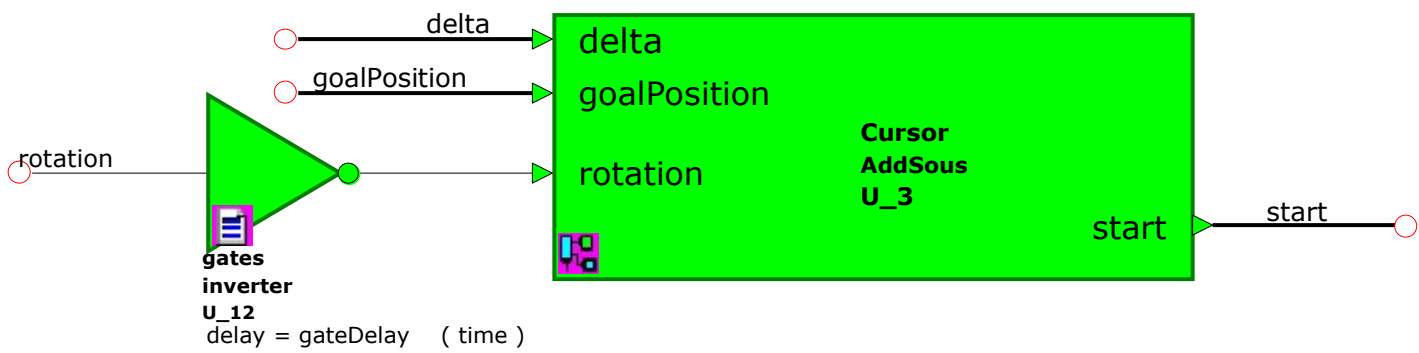 delta
delta
goalPosition
goalPosition
Cursor
AddSous
U_3
rotation
rotation
start
start
gates
inverter
U_12
delay = gateDelay ( time )